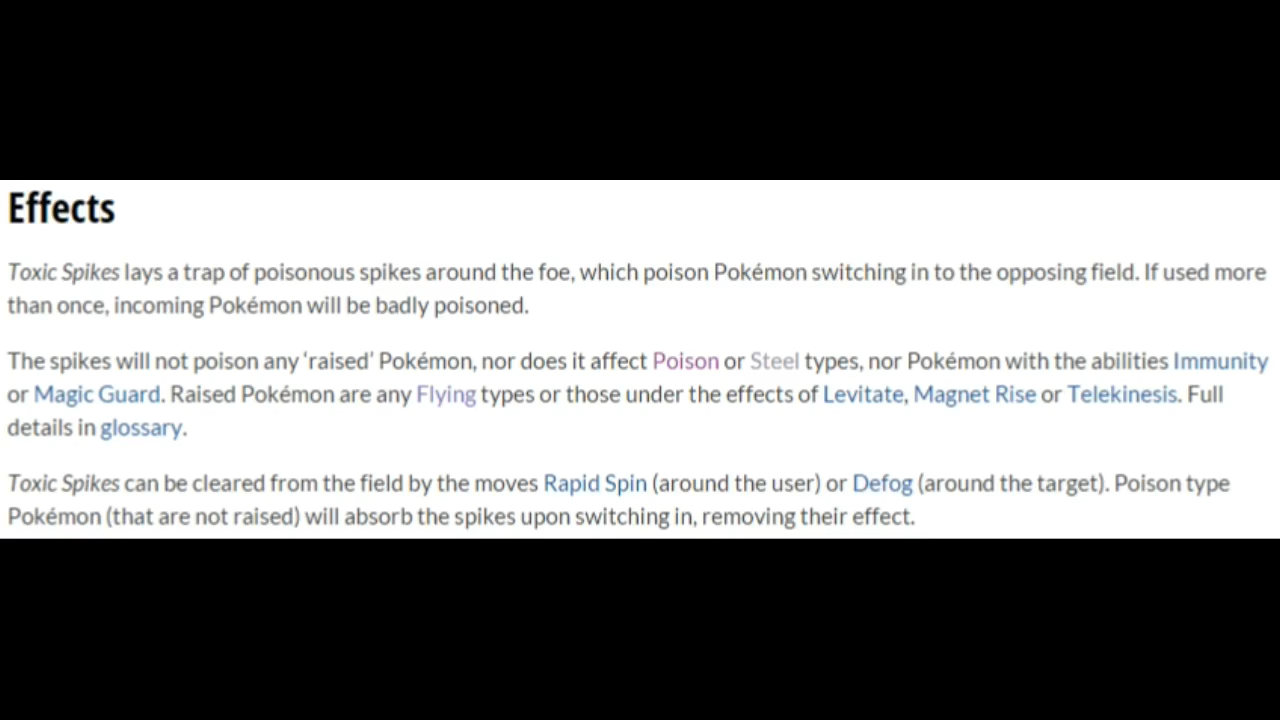 Effects
Toxic Spikes lays a trap of poisonous spikes around the foe, which poison Pokémon switching in to the opposing field. If used more
than once, incoming Pokémon will be badly poisoned.
The spikes will not poison any ‘raised’ Pokémon, nor does it affect Poison or Steel types, nor Pokémon with the abilities Immunity
or Magic Guard. Raised Pokémon are any Flying types or those under the effects of Levitate, Magnet Rise or Telekinesis. Full
details in glossary.
Toxic Spikes can be cleared from the field by the moves Rapid Spin (around the user) or Defog (around the target). Poison type
Pokémon (that are not raised) will absorb the spikes upon switching in, removing their effect.